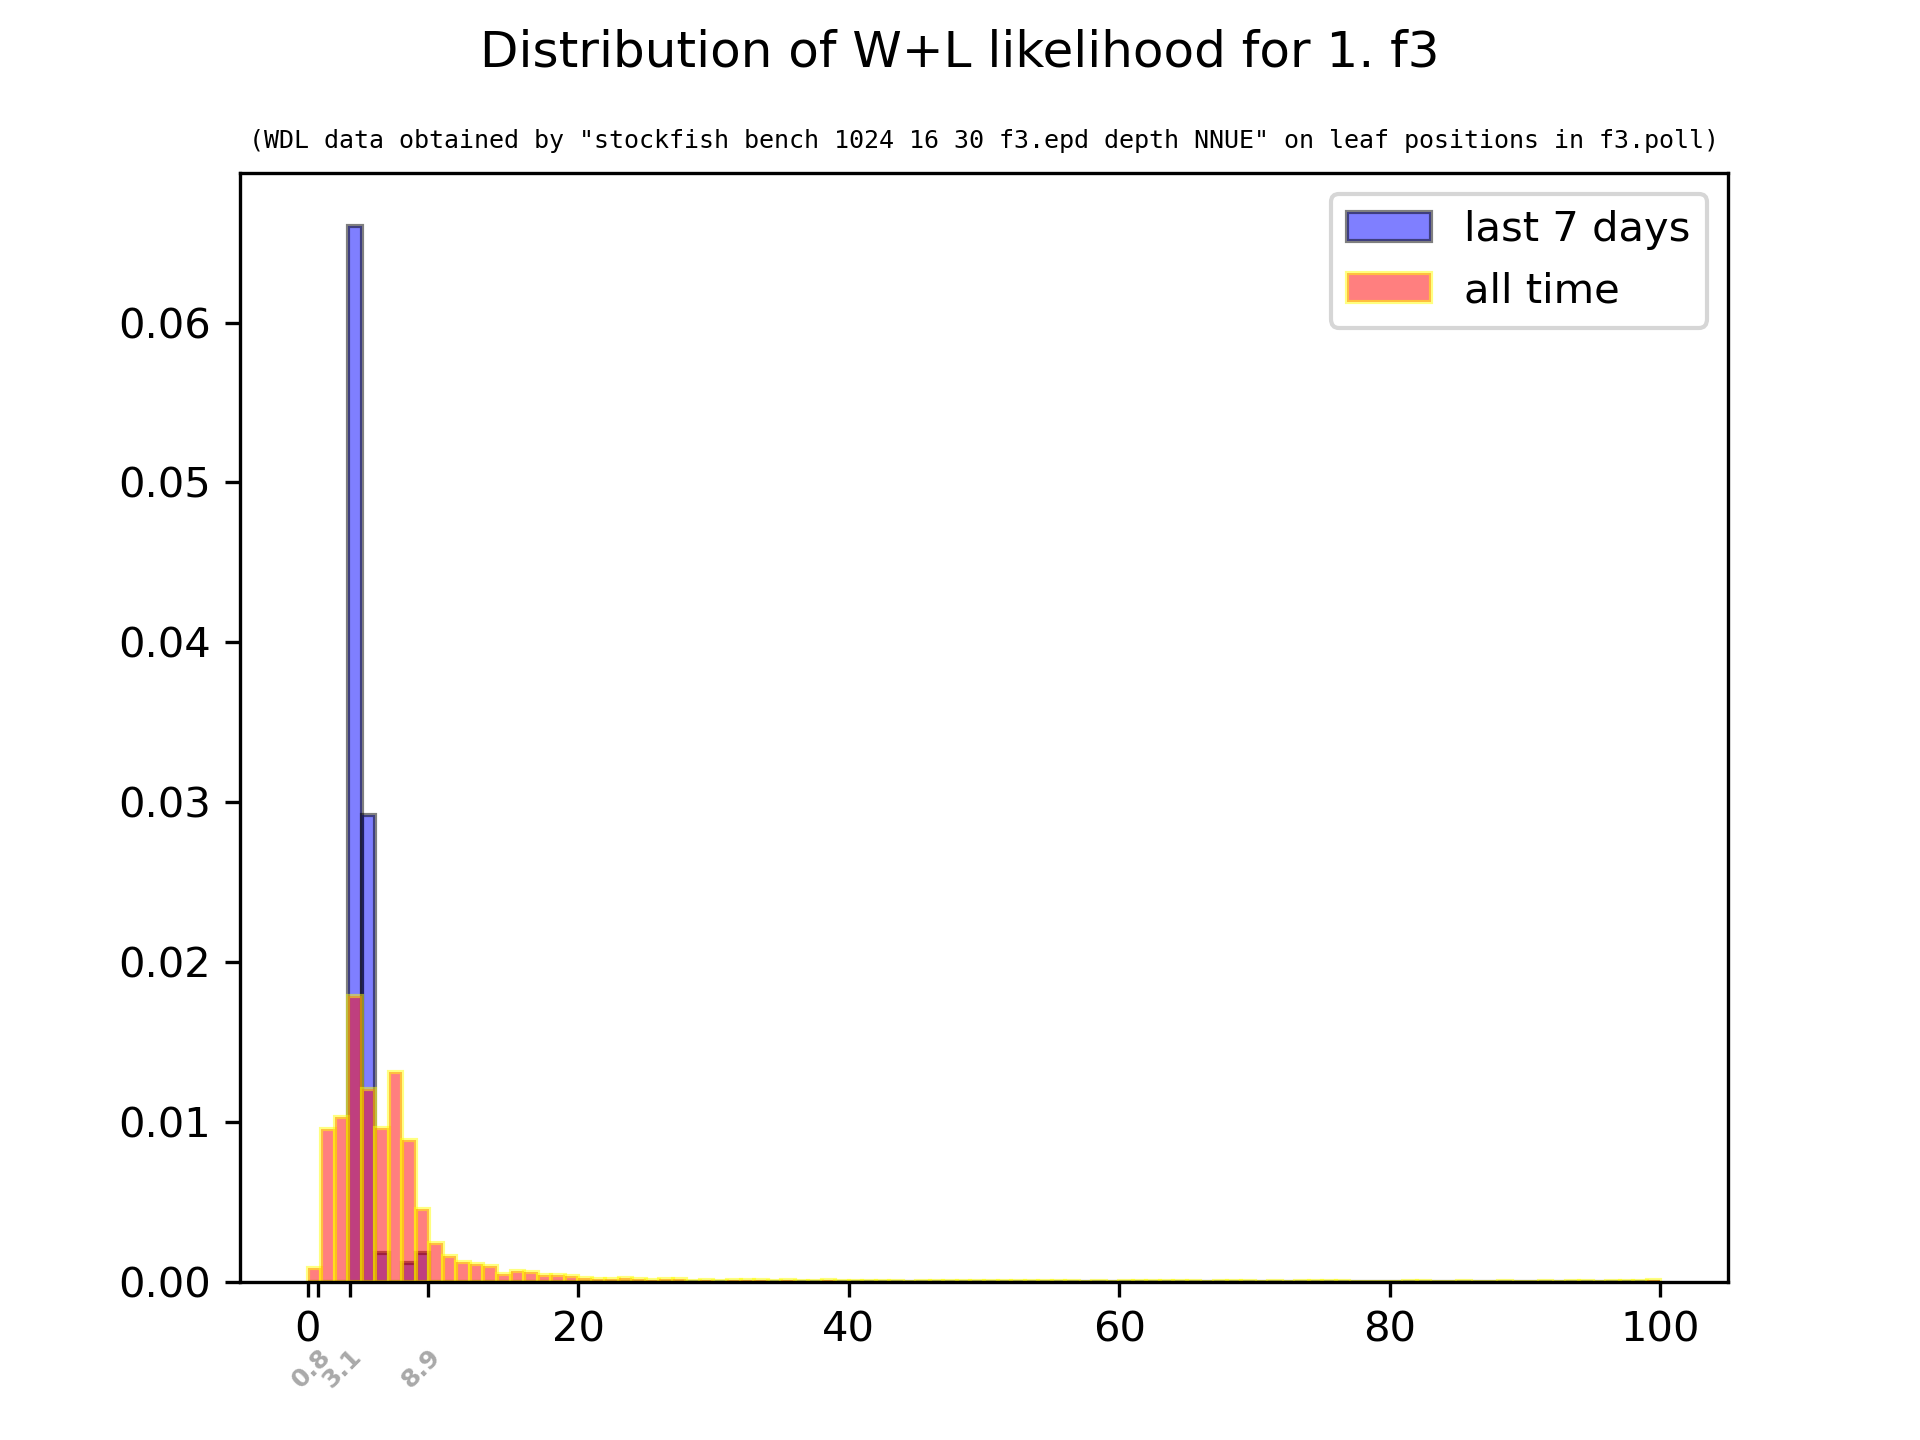 Distribution of W+L likelihood for 1. f3
(WDL data obtained by "stockfish bench 1024 16 30 f3.epd depth NNUE" on leaf positions in f3.poll)
last 7 days
all time
0.06
0.05
0.04
0.03
0.02
0.01
0.00
0 20 40 60 80 100
0.8 3.1 8.9